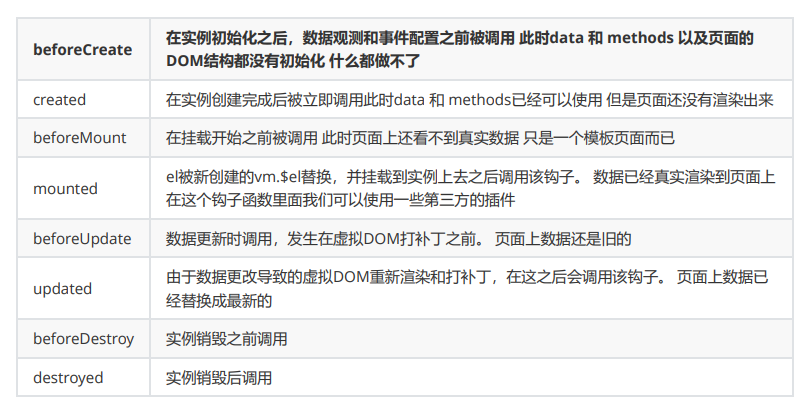 beforeCreate
在实例初始化之后，数据观测和事件配置之前被调用 此时data 和 methods 以及页面的
DOM结构都没有初始化 什么都做不了
created
在实例创建完成后被立即调用此时data 和 methods已经可以使用 但是页面还没有渲染出来
beforeMount
在挂载开始之前被调用 此时页面上还看不到真实数据 只是一个模板页面而已
mounted
el被新创建的vm.$el替换，并挂载到实例上去之后调用该钩子。 数据已经真实渲染到页面上
在这个钩子函数里面我们可以使用一些第三方的插件
beforeUpdate
数据更新时调用，发生在虚拟DOM打补丁之前。 页面上数据还是旧的
updated
由于数据更改导致的虚拟DOM重新渲染和打补丁，在这之后会调用该钩子。 页面上数据已
经替换成最新的
beforeDestroy
实例销毁之前调用
destroyed
实例销毁后调用